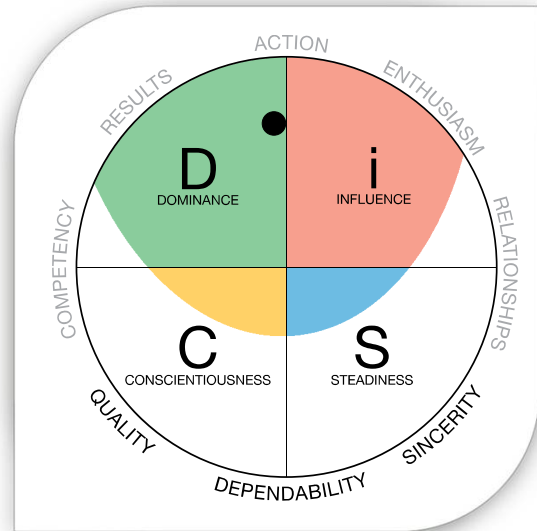 ACTION
RESULTS
ENTHUSIASM
D
DOMINANCE
i
INFLUENCE
COMPETENCY
RELATIONSHIPS
C
CONSCIENTIOUSNESS
S
STEADINESS
QUALITY
SINCERITY
DEPENDABILITY